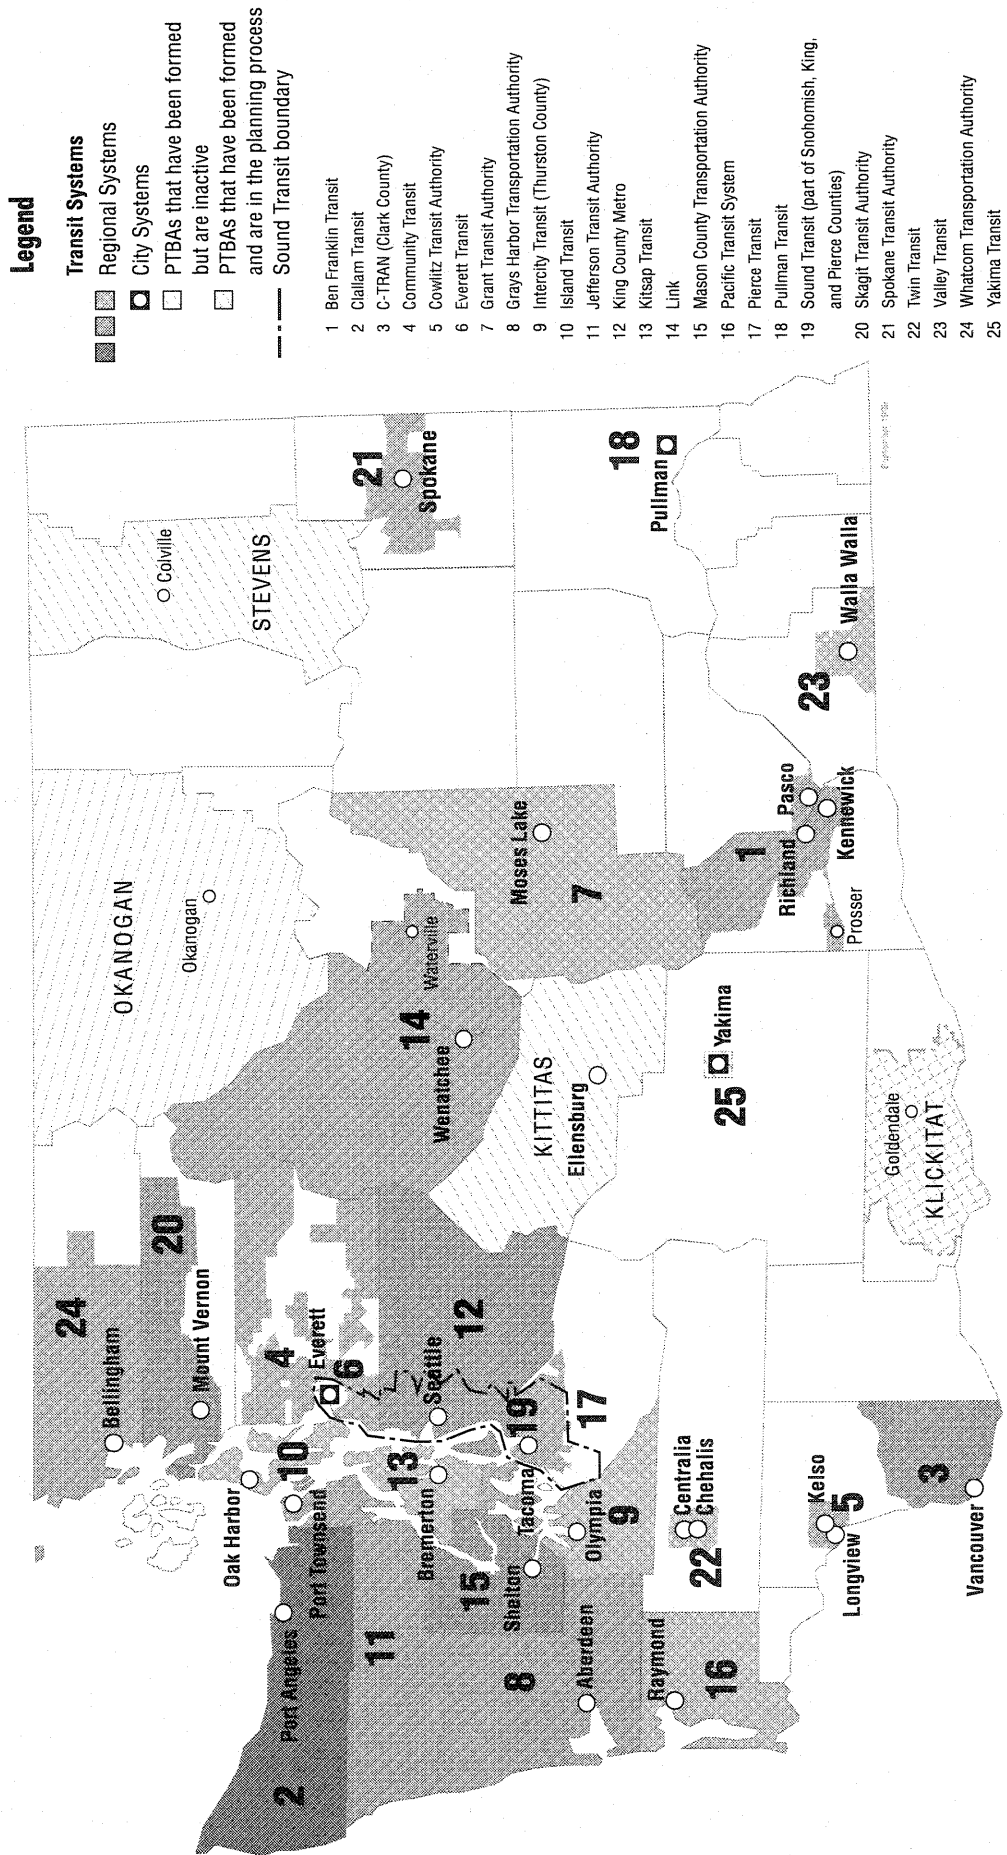 Legend
Transit Systems
Regional Systems
City Systems
PTBAs that have been formed
but are inactive
PTBAs that have been formed
and are in the planning process
Sound Transit boundary
1 Ben Franklin Transit
2 Clallam Transit
3 C-TRAN (Clark County)
4 Community Transit
5 Cowlitz Transit Authority
6 Everett Transit
7 Grant Transit Authority
8 Grays Harbor Transportation Authority
9 Intercity Transit (Thurston County)
10 Island Transit
11 Jefferson Transit Authority
12 King County Metro
13 Kitsap Transit
14 Link
15 Mason County Transportation Authority
16 Pacific Transit System
17 Pierce Transit
18 Pullman Transit
19 Sound Transit (part of Snohomish, King,
and Pierce Counties)
20 Skagit Transit Authority
21 Spokane Transit Authority
22 Twin Transit
23 Valley Transit
24 Whatcom Transportation Authority
25 Yakima Transit
24
Bellingham
20
Mount Vernon
OKANOGAN
Okanogan
Colville
STEVENS
Oak Harbor
10
4
Everett
6
Port Angeles
Port Townsend
2
21
Spokane
11
13
Bremerton
Seattle
12
14
Wenatchee
Waterville
15
Shelton
Tacoma
19
Moses Lake
7
8
Aberdeen
Olympia
9
17
KITTITAS
Ellensburg
18
Pullman
Raymond
16
Centralia
Chehalis
22
25
Yakima
1
Richland
Pasco
Kennewick
Prosser
23
Walla Walla
Kelso
5
Longview
Goldendale
KLICKITAT
3
Vancouver